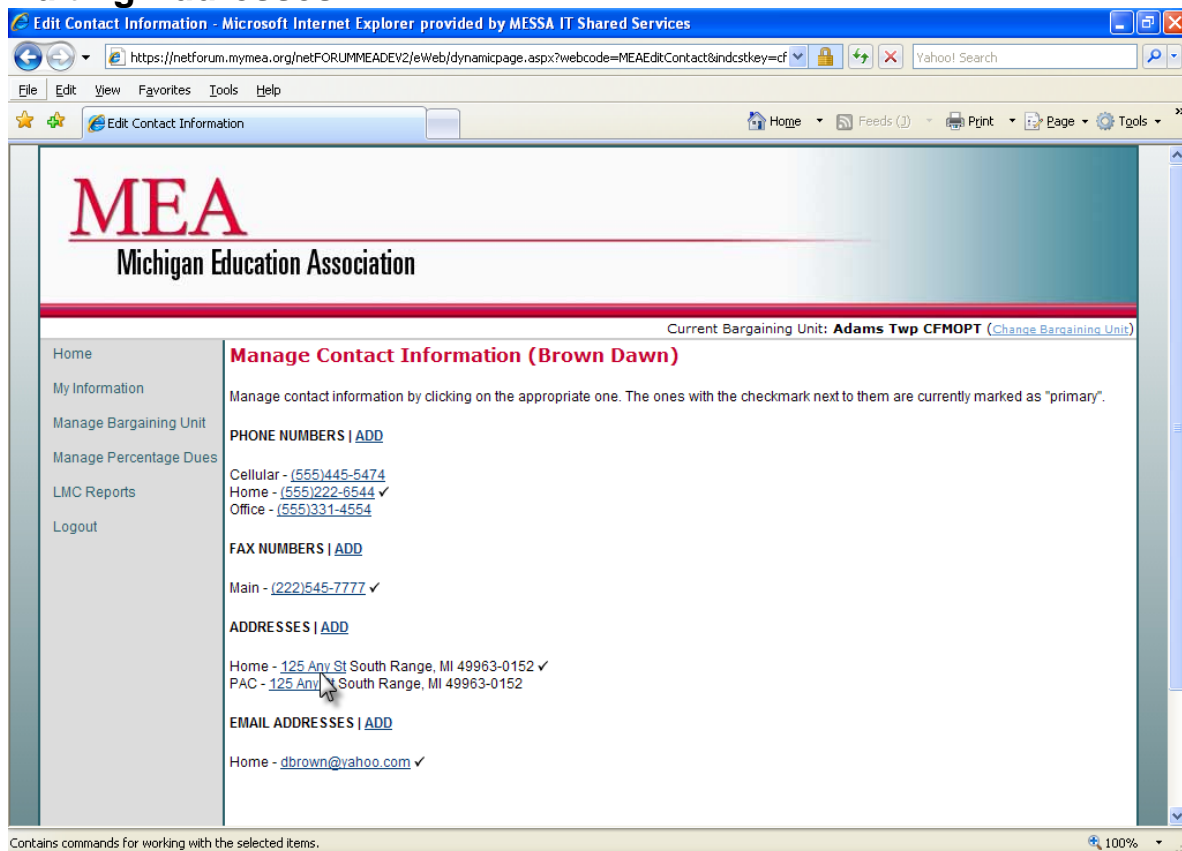 Edit Contact Information - Microsoft Internet Explorer provided by MESSA IT Shared Services
https://netforum.mymea.org/netFORUMMEADEV2/eWeb/dynamicpage.aspx?webcode=MEAEditContact&indcstkey=cf
Yahoo! Search
File Edit View Favorites Tools Help
Edit Contact Information
Home Feeds (J) Print Page Tools
MEA
Michigan Education Association
Current Bargaining Unit: Adams Twp CFMOPT (Change Bargaining Unit)
Home
My Information
Manage Bargaining Unit
Manage Percentage Dues
LMC Reports
Logout
Manage Contact Information (Brown Dawn)
Manage contact information by clicking on the appropriate one. The ones with the checkmark next to them are currently marked as "primary".
PHONE NUMBERS | ADD
Cellular - (555)445-5474
Home - (555)222-6544 ✓
Office - (555)331-4554
FAX NUMBERS | ADD
Main - (222)545-7777 ✓
ADDRESSES | ADD
Home - 125 Any St South Range, MI 49963-0152 ✓
PAC - 125 Any South Range, MI 49963-0152
EMAIL ADDRESSES | ADD
Home - dbrown@yahoo.com ✓
Contains commands for working with the selected items.
100%